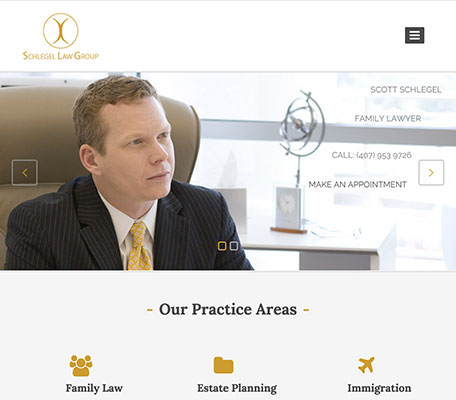 SCHLEGEL LAW GROUP
SCOTT SCHLEGEL
FAMILY LAWYER
CALL: (407) 953 9726
MAKE AN APPOINTMENT
- Our Practice Areas -
Family Law
Estate Planning
Immigration